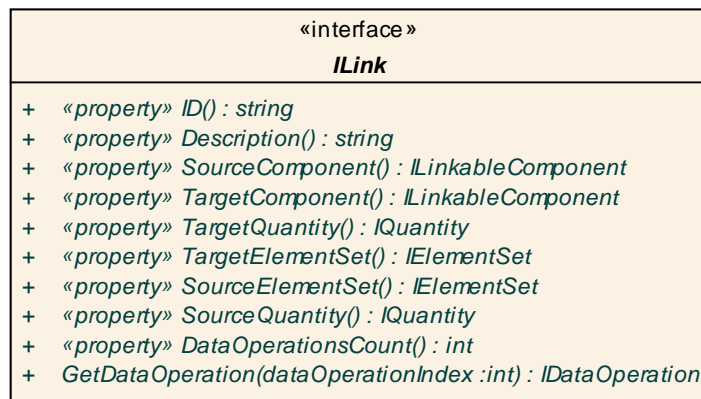 «interface»
ILink
+ «property» ID() : string
+ «property» Description() : string
+ «property» SourceComponent() : ILinkableComponent
+ «property» TargetComponent() : ILinkableComponent
+ «property» TargetQuantity() : IQuantity
+ «property» TargetElementSet() : IElementSet
+ «property» SourceElementSet() : IElementSet
+ «property» SourceQuantity() : IQuantity
+ «property» DataOperationsCount() : int
+ GetDataOperation(dataOperationIndex :int) : IDataOperation